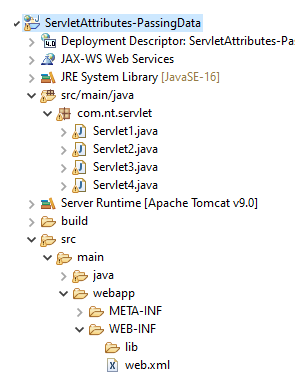 ServletAttributes-PassingData
Deployment Descriptor: ServletAttributes-Pa
JAX-WS Web Services
JRE System Library [JavaSE-16]
src/main/java
com.nt.servlet
Servlet1.java
Servlet2.java
Servlet3.java
Servlet4.java
Server Runtime [Apache Tomcat v9.0]
build
src
main
java
webapp
META-INF
WEB-INF
lib
web.xml